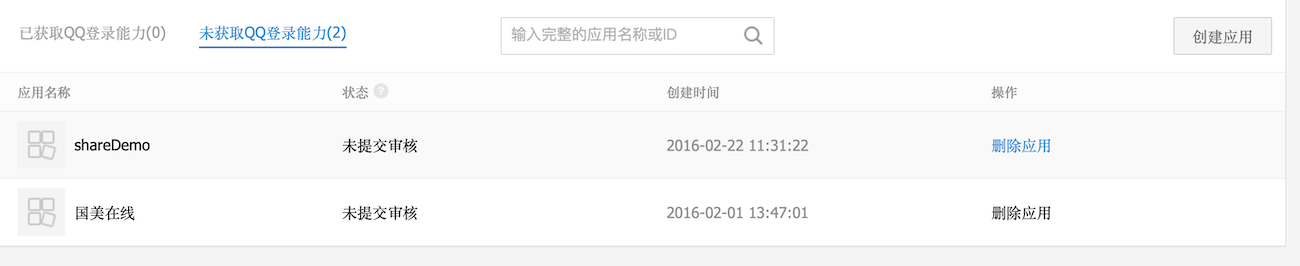 已获取QQ登录能力(0) 未获取QQ登录能力(2) 输入完整的应用名称或ID 创建应用
应用名称 状态 ? 创建时间 操作
shareDemo 未提交审核 2016-02-22 11:31:22 删除应用
国美在线 未提交审核 2016-02-01 13:47:01 删除应用